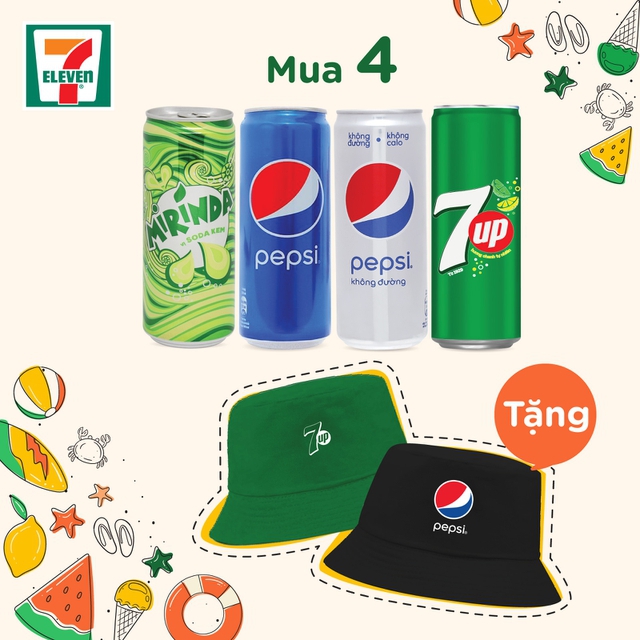 7
ELEVEN
Mua 4
MIRINDA
VỊ SODA KEM
pepsi
không đường • không calo
pepsi
không đường
7up
Tặng
7up
pepsi